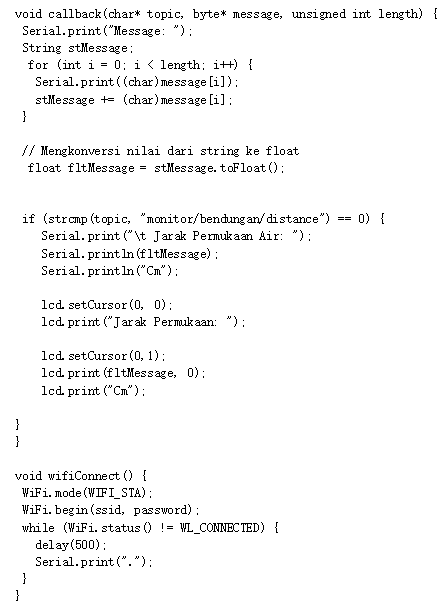 void callback(char* topic, byte* message, unsigned int length) {
 Serial.print("Message: ");
 String stMessage;
  for (int i = 0; i < length; i++) {
   Serial.print((char)message[i]);
   stMessage += (char)message[i];
 }

 // Mengkonversi nilai dari string ke float
  float fltMessage = stMessage.toFloat();

 if (strcmp(topic, "monitor/bendungan/distance") == 0) {
    Serial.print("\t Jarak Permukaan Air: ");
    Serial.println(fltMessage);
    Serial.println("Cm");

    lcd.setCursor(0, 0);
    lcd.print("Jarak Permukaan: ");

    lcd.setCursor(0,1);
    lcd.print(fltMessage, 0);
    lcd.print("Cm");

}
}

void wifiConnect() {
 WiFi.mode(WIFI_STA);
 WiFi.begin(ssid, password);
 while (WiFi.status() != WL_CONNECTED) {
   delay(500);
   Serial.print(".");
 }
}